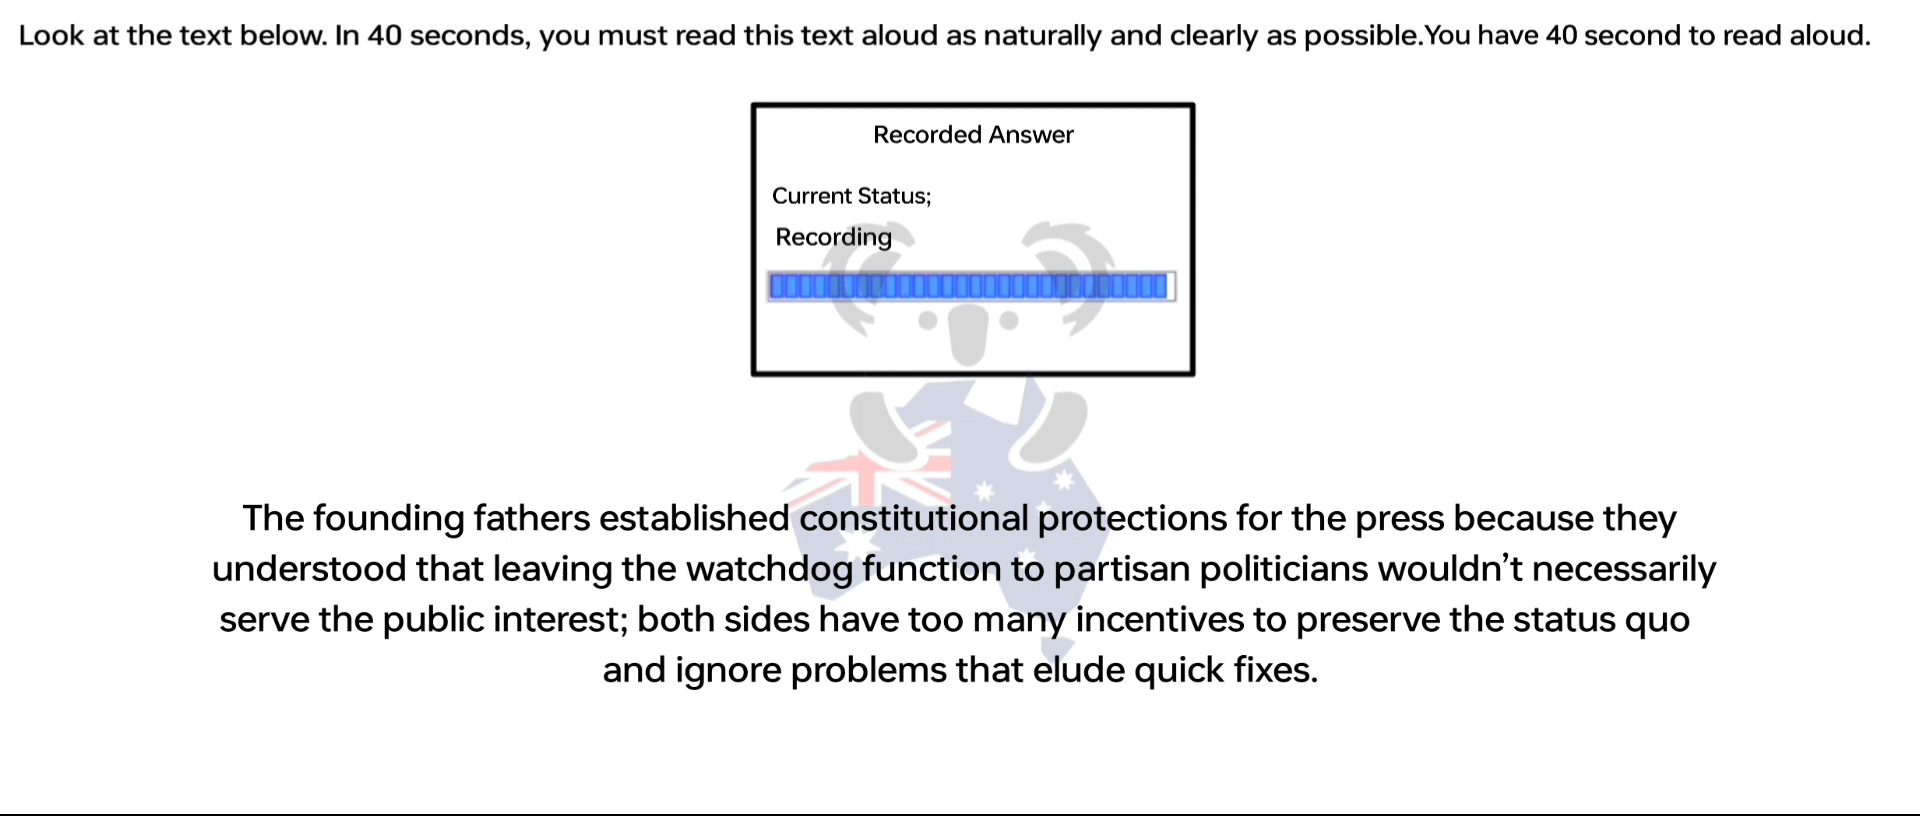 Look at the text below. In 40 seconds, you must read this text aloud as naturally and clearly as possible.You have 40 second to read aloud.
Recorded Answer
Current Status;
Recording
The founding fathers established constitutional protections for the press because they
understood that leaving the watchdog function to partisan politicians wouldn’t necessarily
serve the public interest; both sides have too many incentives to preserve the status quo
and ignore problems that elude quick fixes.